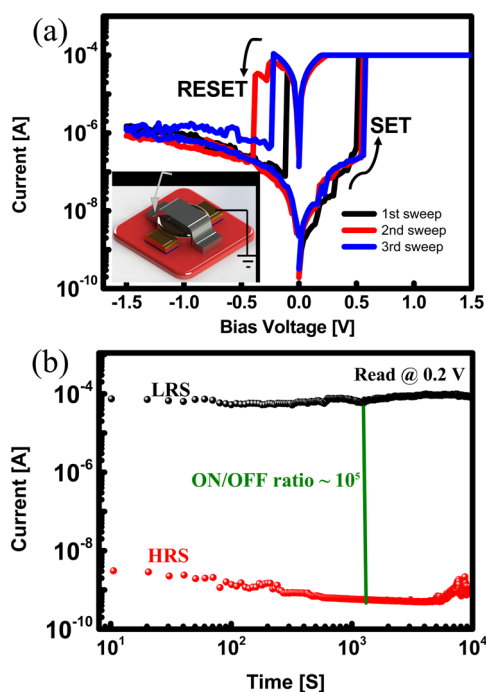 (a)
10⁻⁴
RESET
10⁻⁶
SET
10⁻⁸
1st sweep
2nd sweep
3rd sweep
10⁻¹⁰
Current [A]
-1.5 -1.0 -0.5 0.0 0.5 1.0 1.5
Bias Voltage [V]
(b)
Read @ 0.2 V
LRS
10⁻⁴
10⁻⁶
ON/OFF ratio ~ 10⁵
10⁻⁸
HRS
10⁻¹⁰
Current [A]
10¹ 10² 10³ 10⁴
Time [S]